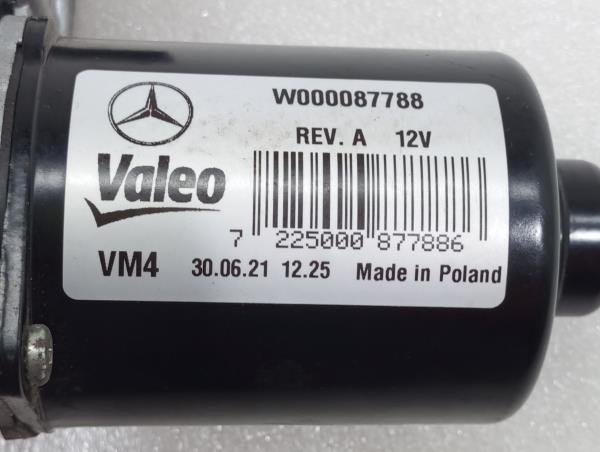 W000087788
REV. A 12V
Valeo
7 225000 877886
VM4 30.06.21 12.25 Made in Poland